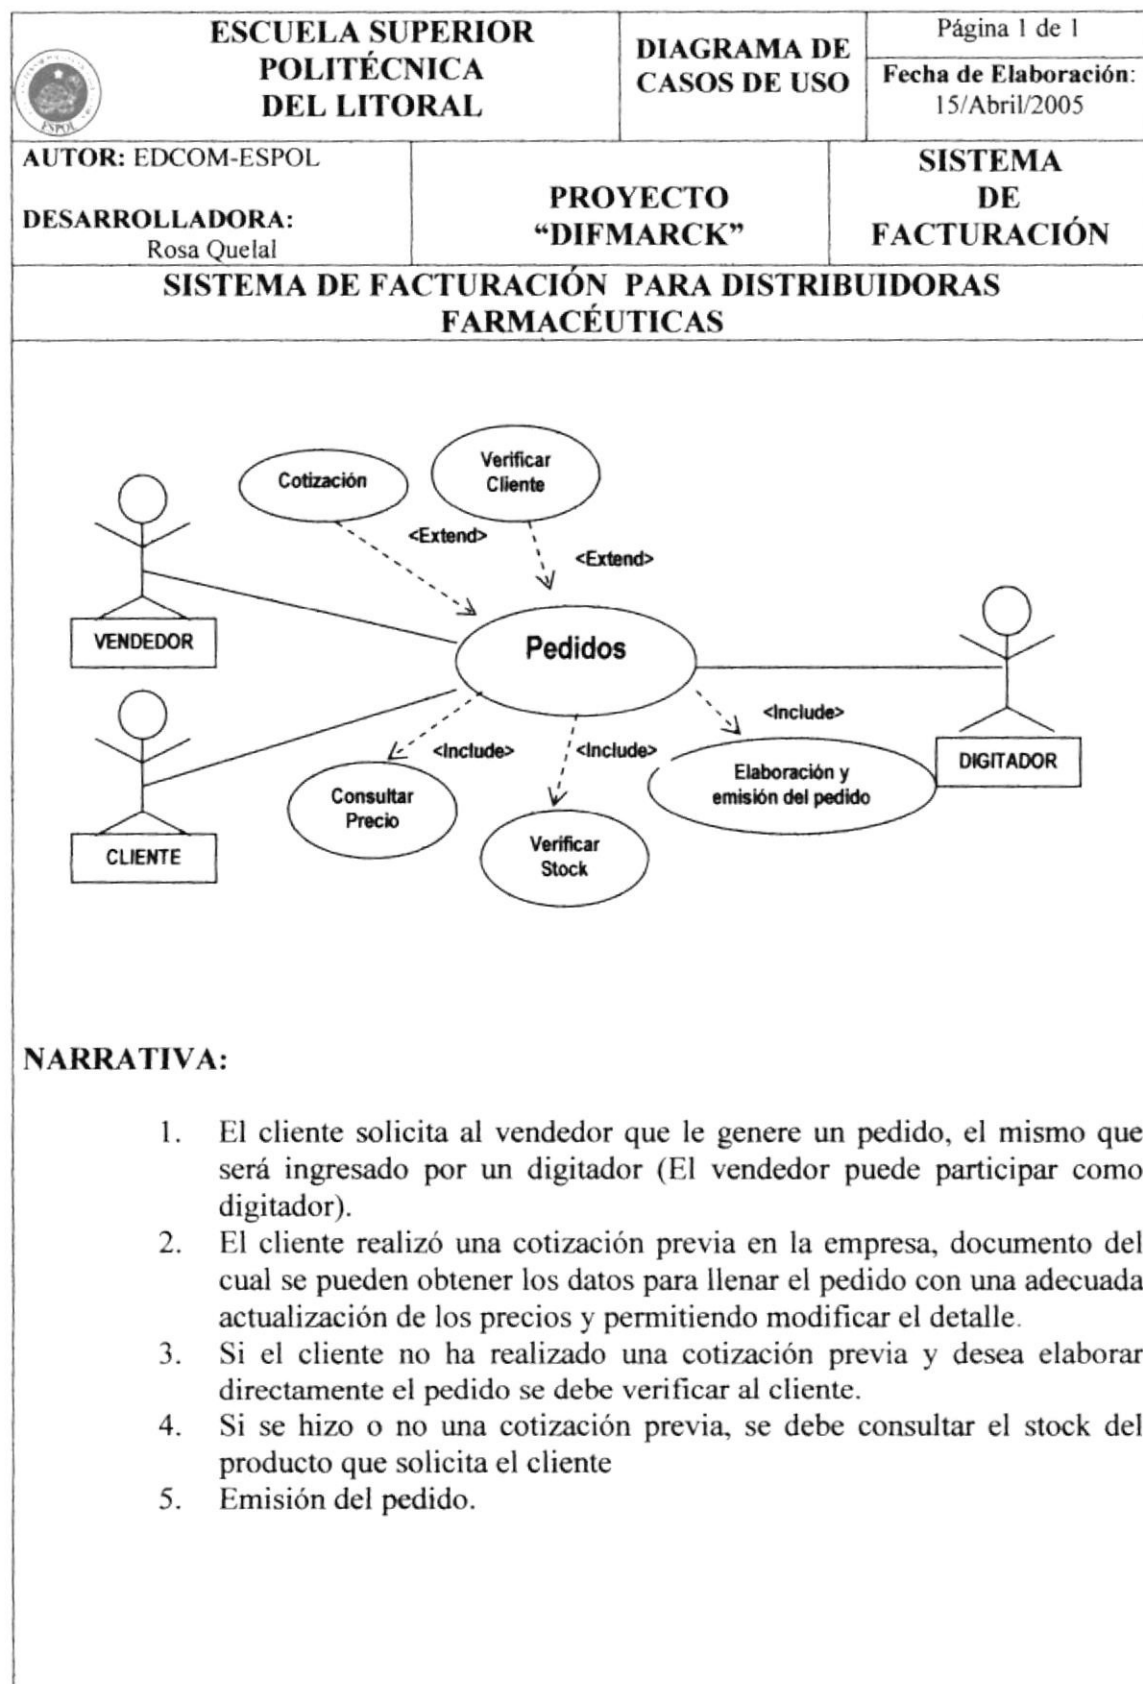 ESCUELA SUPERIOR
POLITÉCNICA
DEL LITORAL
DIAGRAMA DE
CASOS DE USO
Página 1 de 1
Fecha de Elaboración:
15/Abril/2005
ESPOL
AUTOR: EDCOM-ESPOL
DESARROLLADORA:
Rosa Quelal
PROYECTO
“DIFMARCK”
SISTEMA
DE
FACTURACIÓN
SISTEMA DE FACTURACIÓN PARA DISTRIBUIDORAS
FARMACÉUTICAS
Cotización
Verificar
Cliente
<Extend>
<Extend>
VENDEDOR
Pedidos
CLIENTE
<Include>
<Include>
<Include>
Consultar
Precio
Verificar
Stock
Elaboración y
emisión del pedido
DIGITADOR
NARRATIVA:
1. El cliente solicita al vendedor que le genere un pedido, el mismo que
será ingresado por un digitador (El vendedor puede participar como
digitador).
2. El cliente realizó una cotización previa en la empresa, documento del
cual se pueden obtener los datos para llenar el pedido con una adecuada
actualización de los precios y permitiendo modificar el detalle.
3. Si el cliente no ha realizado una cotización previa y desea elaborar
directamente el pedido se debe verificar al cliente.
4. Si se hizo o no una cotización previa, se debe consultar el stock del
producto que solicita el cliente
5. Emisión del pedido.